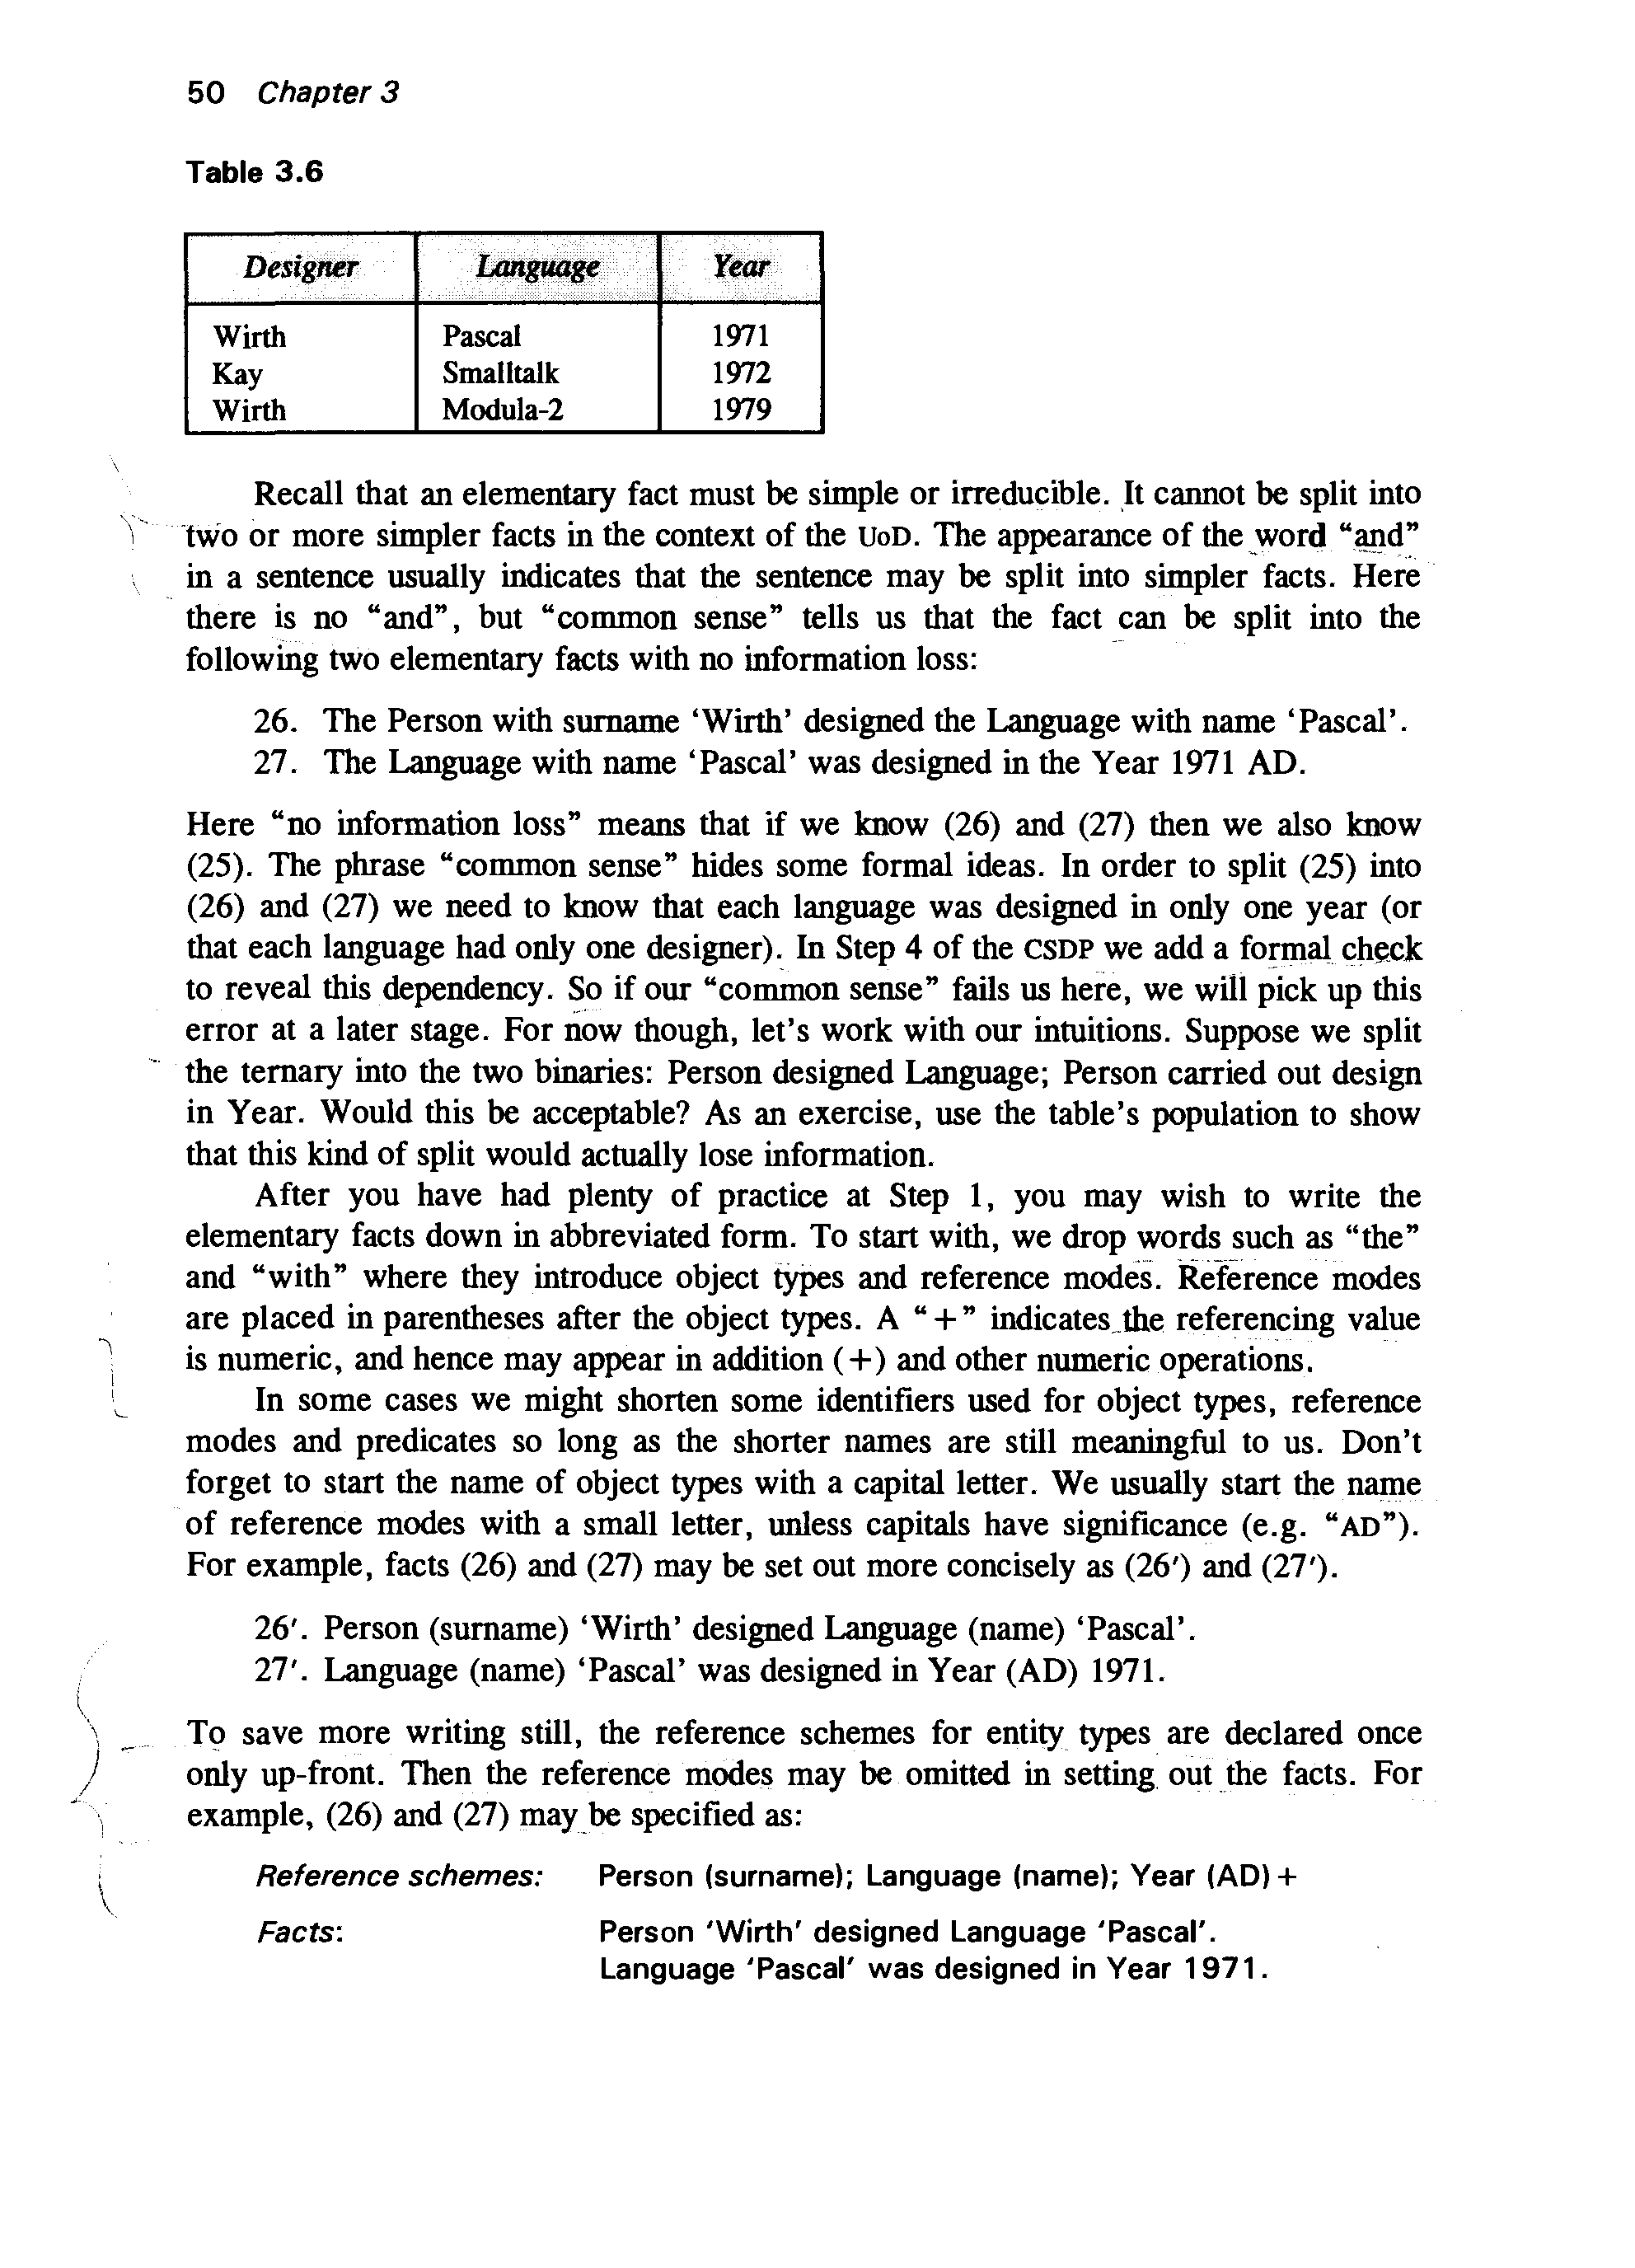 50 Chapter 3
Table 3.6
Designer Language Year
Wirth Pascal 1971
Kay Smalltalk 1972
Wirth Modula-2 1979
Recall that an elementary fact must be simple or irreducible. It cannot be split into
two or more simpler facts in the context of the UoD. The appearance of the word “and”
in a sentence usually indicates that the sentence may be split into simpler facts. Here
there is no “and”, but “common sense” tells us that the fact can be split into the
following two elementary facts with no information loss:
26. The Person with surname ‘Wirth’ designed the Language with name ‘Pascal’.
27. The Language with name ‘Pascal’ was designed in the Year 1971 AD.
Here “no information loss” means that if we know (26) and (27) then we also know
(25). The phrase “common sense” hides some formal ideas. In order to split (25) into
(26) and (27) we need to know that each language was designed in only one year (or
that each language had only one designer). In Step 4 of the CSDP we add a formal check
to reveal this dependency. So if our “common sense” fails us here, we will pick up this
error at a later stage. For now though, let’s work with our intuitions. Suppose we split
the ternary into the two binaries: Person designed Language; Person carried out design
in Year. Would this be acceptable? As an exercise, use the table’s population to show
that this kind of split would actually lose information.
After you have had plenty of practice at Step 1, you may wish to write the
elementary facts down in abbreviated form. To start with, we drop words such as “the”
and “with” where they introduce object types and reference modes. Reference modes
are placed in parentheses after the object types. A “+” indicates the referencing value
is numeric, and hence may appear in addition (+) and other numeric operations.
In some cases we might shorten some identifiers used for object types, reference
modes and predicates so long as the shorter names are still meaningful to us. Don’t
forget to start the name of object types with a capital letter. We usually start the name
of reference modes with a small letter, unless capitals have significance (e.g. “AD”).
For example, facts (26) and (27) may be set out more concisely as (26′) and (27′).
26′. Person (surname) ‘Wirth’ designed Language (name) ‘Pascal’.
27′. Language (name) ‘Pascal’ was designed in Year (AD) 1971.
To save more writing still, the reference schemes for entity types are declared once
only up-front. Then the reference modes may be omitted in setting out the facts. For
example, (26) and (27) may be specified as:
Reference schemes: Person (surname); Language (name); Year (AD)+
Facts: Person 'Wirth' designed Language 'Pascal'.
Language 'Pascal' was designed in Year 1971.